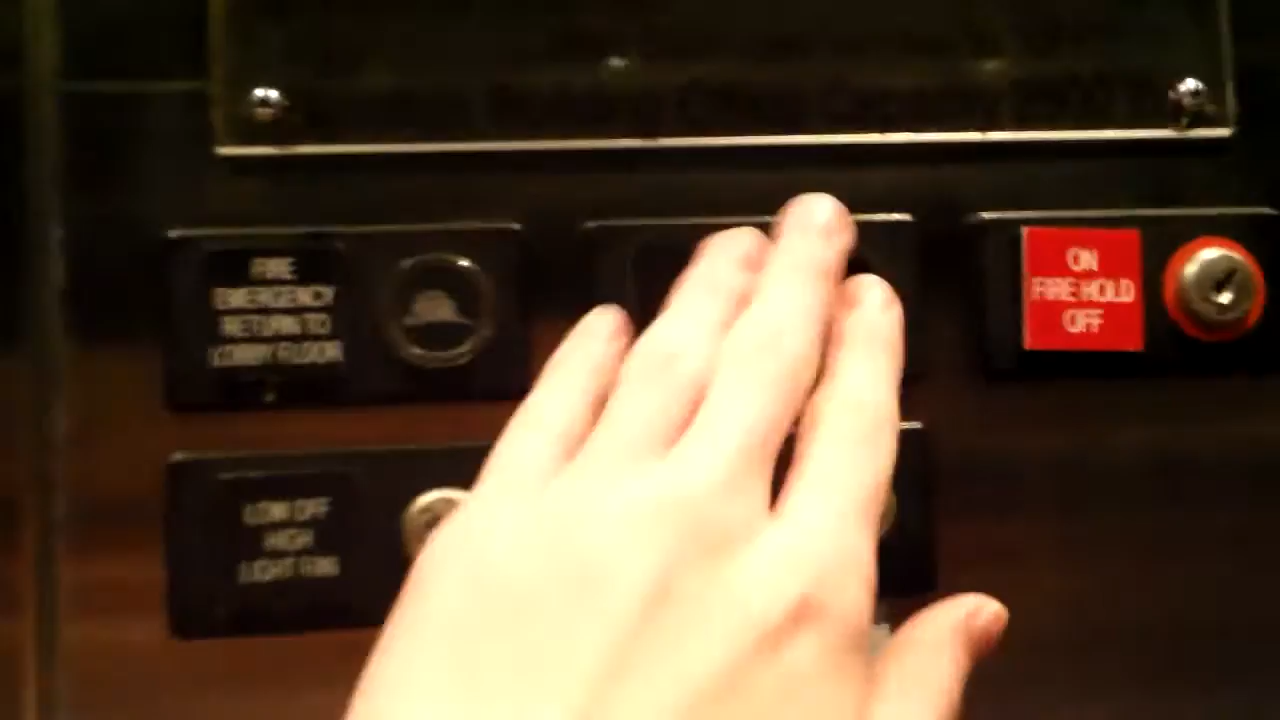 FIRE
EMERGENCY
RETURN TO
LOBBY FLOOR
ON
FIRE HOLD
OFF
LOW OFF
HIGH
LIGHT FAN